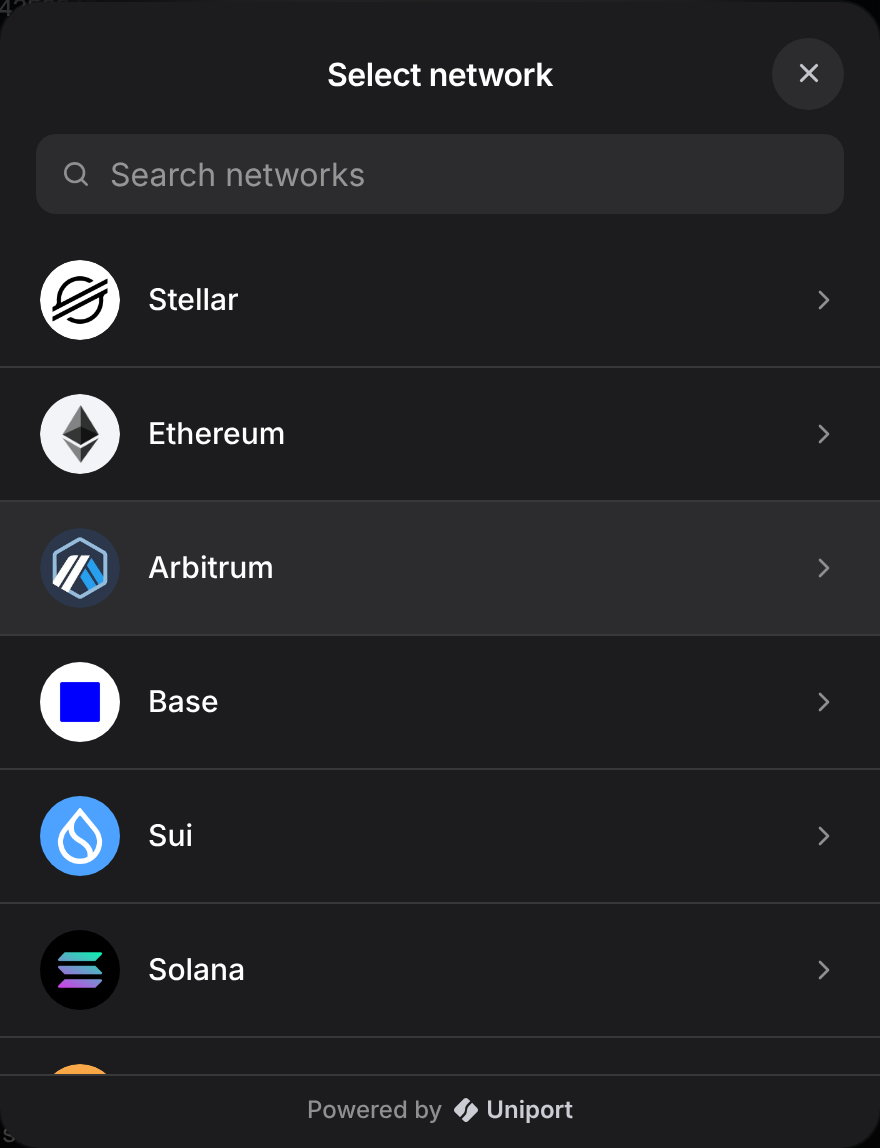 Select network
Search networks
Stellar
Ethereum
Arbitrum
Base
Sui
Solana
Powered by Uniport